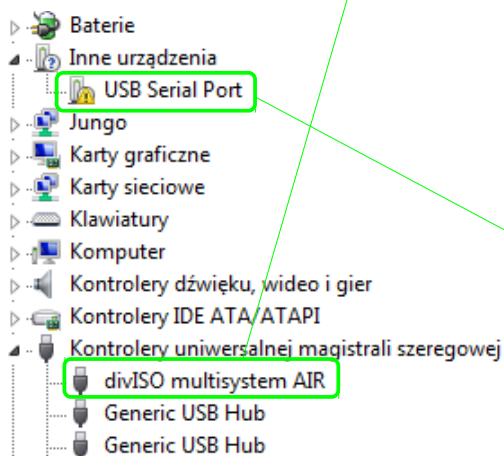 Baterie
Inne urządzenia
USB Serial Port
Jungo
Karty graficzne
Karty sieciowe
Klawiatury
Komputer
Kontrolery dźwięku, wideo i gier
Kontrolery IDE ATA/ATAPI
Kontrolery uniwersalnej magistrali szeregowej
divISO multisystem AIR
Generic USB Hub
Generic USB Hub